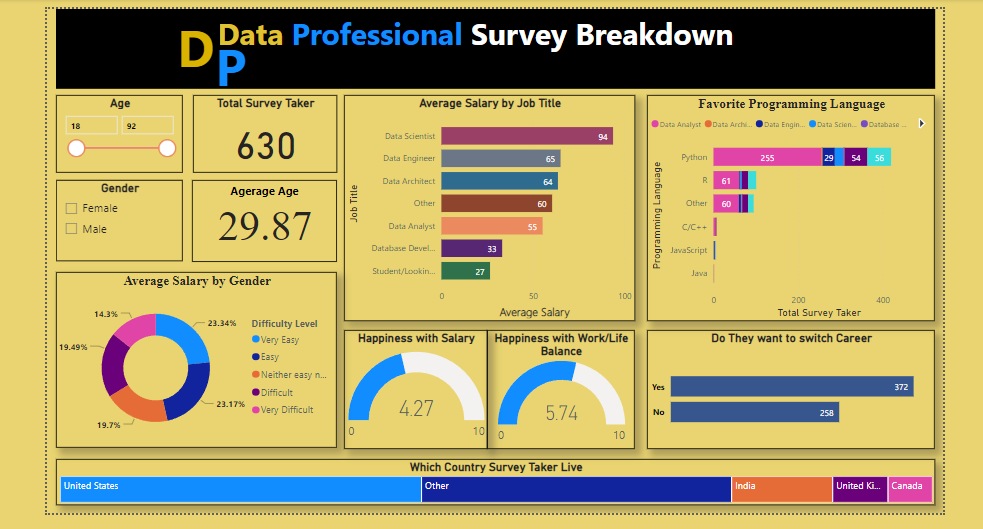 DP Data Professional Survey Breakdown
Age
18 92
Total Survey Taker
630
Gender
Female
Male
Agerage Age
29.87
Average Salary by Job Title
Job Title
Data Scientist 94
Data Engineer 65
Data Architect 64
Other 60
Data Analyst 55
Database Devel... 33
Student/Lookin... 27
0 50 100
Average Salary
Favorite Programming Language
Data Analyst Data Archi... Data Engin... Data Scien... Database ...
Programming Language
Python 255 29 54 56
R 61
Other 60
C/C++
JavaScript
Java
0 200 400
Total Survey Taker
Average Salary by Gender
14.3%
23.34%
19.49%
23.17%
19.7%
Difficulty Level
Very Easy
Easy
Neither easy n...
Difficult
Very Difficult
Happiness with Salary
4.27
0 10
Happiness with Work/Life
Balance
5.74
0 10
Do They want to switch Career
Yes 372
No 258
Which Country Survey Taker Live
United States Other India United Ki... Canada